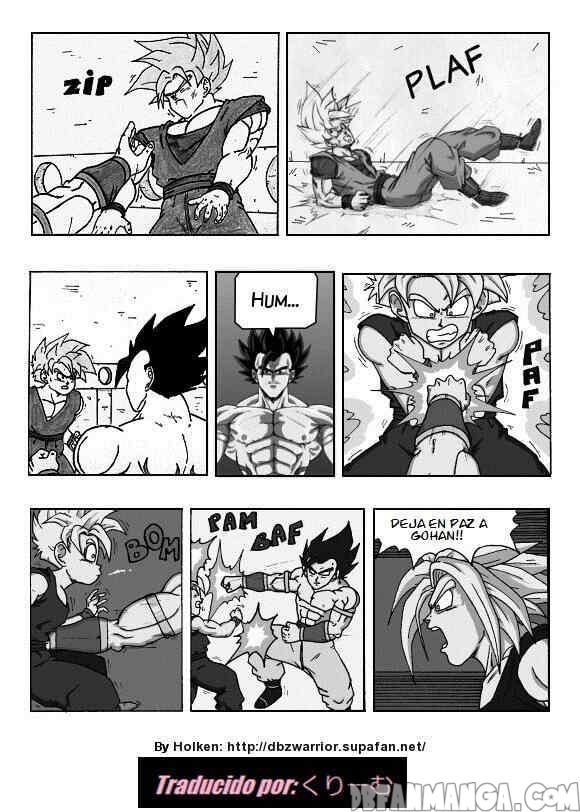 ZIP
PLAF
HUM...
PAF
BOM
PAM
BAF
DEJA EN PAZ A
GOHAN!!
By Holken: http://dbzwarrior.supafan.net/
Traducido por: くりーむ
DBFANMANGA.COM